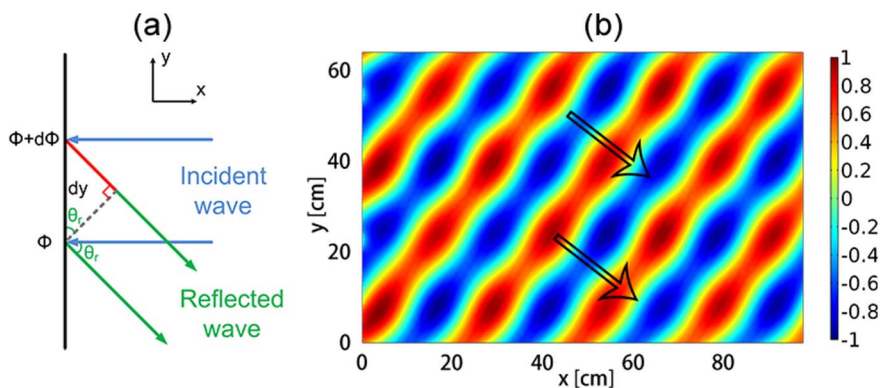 (a)
y
x
Φ+dΦ
Incident
wave
dy
θr
Φ
θr
Reflected
wave
(b)
y [cm]
60
40
20
0
0 20 40 60 80
x [cm]
1
0.8
0.6
0.4
0.2
0
-0.2
-0.4
-0.6
-0.8
-1